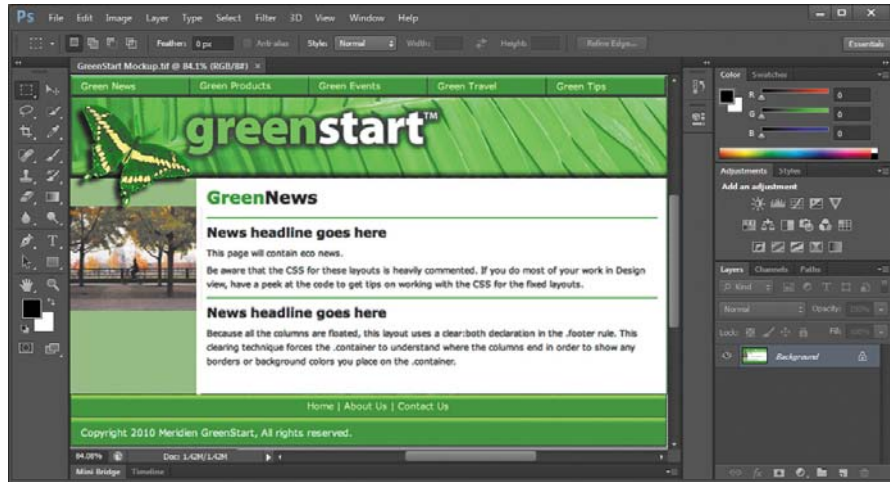 Ps File Edit Image Layer Type Select Filter 3D View Window Help
Feather: 0 px Anti-alias Style: Normal Width: Height: Refine Edge... Essentials
GreenStart Mockup.tif @ 84.1% (RGB/8#) ×
Green News Green Products Green Events Green Travel Green Tips
greenstart™
GreenNews
News headline goes here
This page will contain eco news.
Be aware that the CSS for these layouts is heavily commented. If you do most of your work in Design
view, have a peek at the code to get tips on working with the CSS for the fixed layouts.
News headline goes here
Because all the columns are floated, this layout uses a clear:both declaration in the .footer rule. This
clearing technique forces the .container to understand where the columns end in order to show any
borders or background colors you place on the .container.
Home | About Us | Contact Us
Copyright 2010 Meridien GreenStart, All rights reserved.
84.08% Doc: 1.42M/1.42M
Mini Bridge Timeline
Color Swatches
R 0
G 0
B 0
Adjustments Styles
Add an adjustment
Layers Channels Paths
Kind
Normal Opacity: 100%
Lock: Fill: 100%
Background